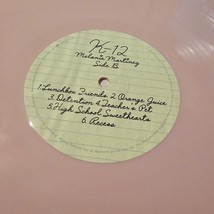 K-12
Melanie Martinez
Side B
1.Lunchbox Friends 2 Orange Juice
3 Detention 4 Teacher's Pet
5.High School Sweethearts
6. Recess